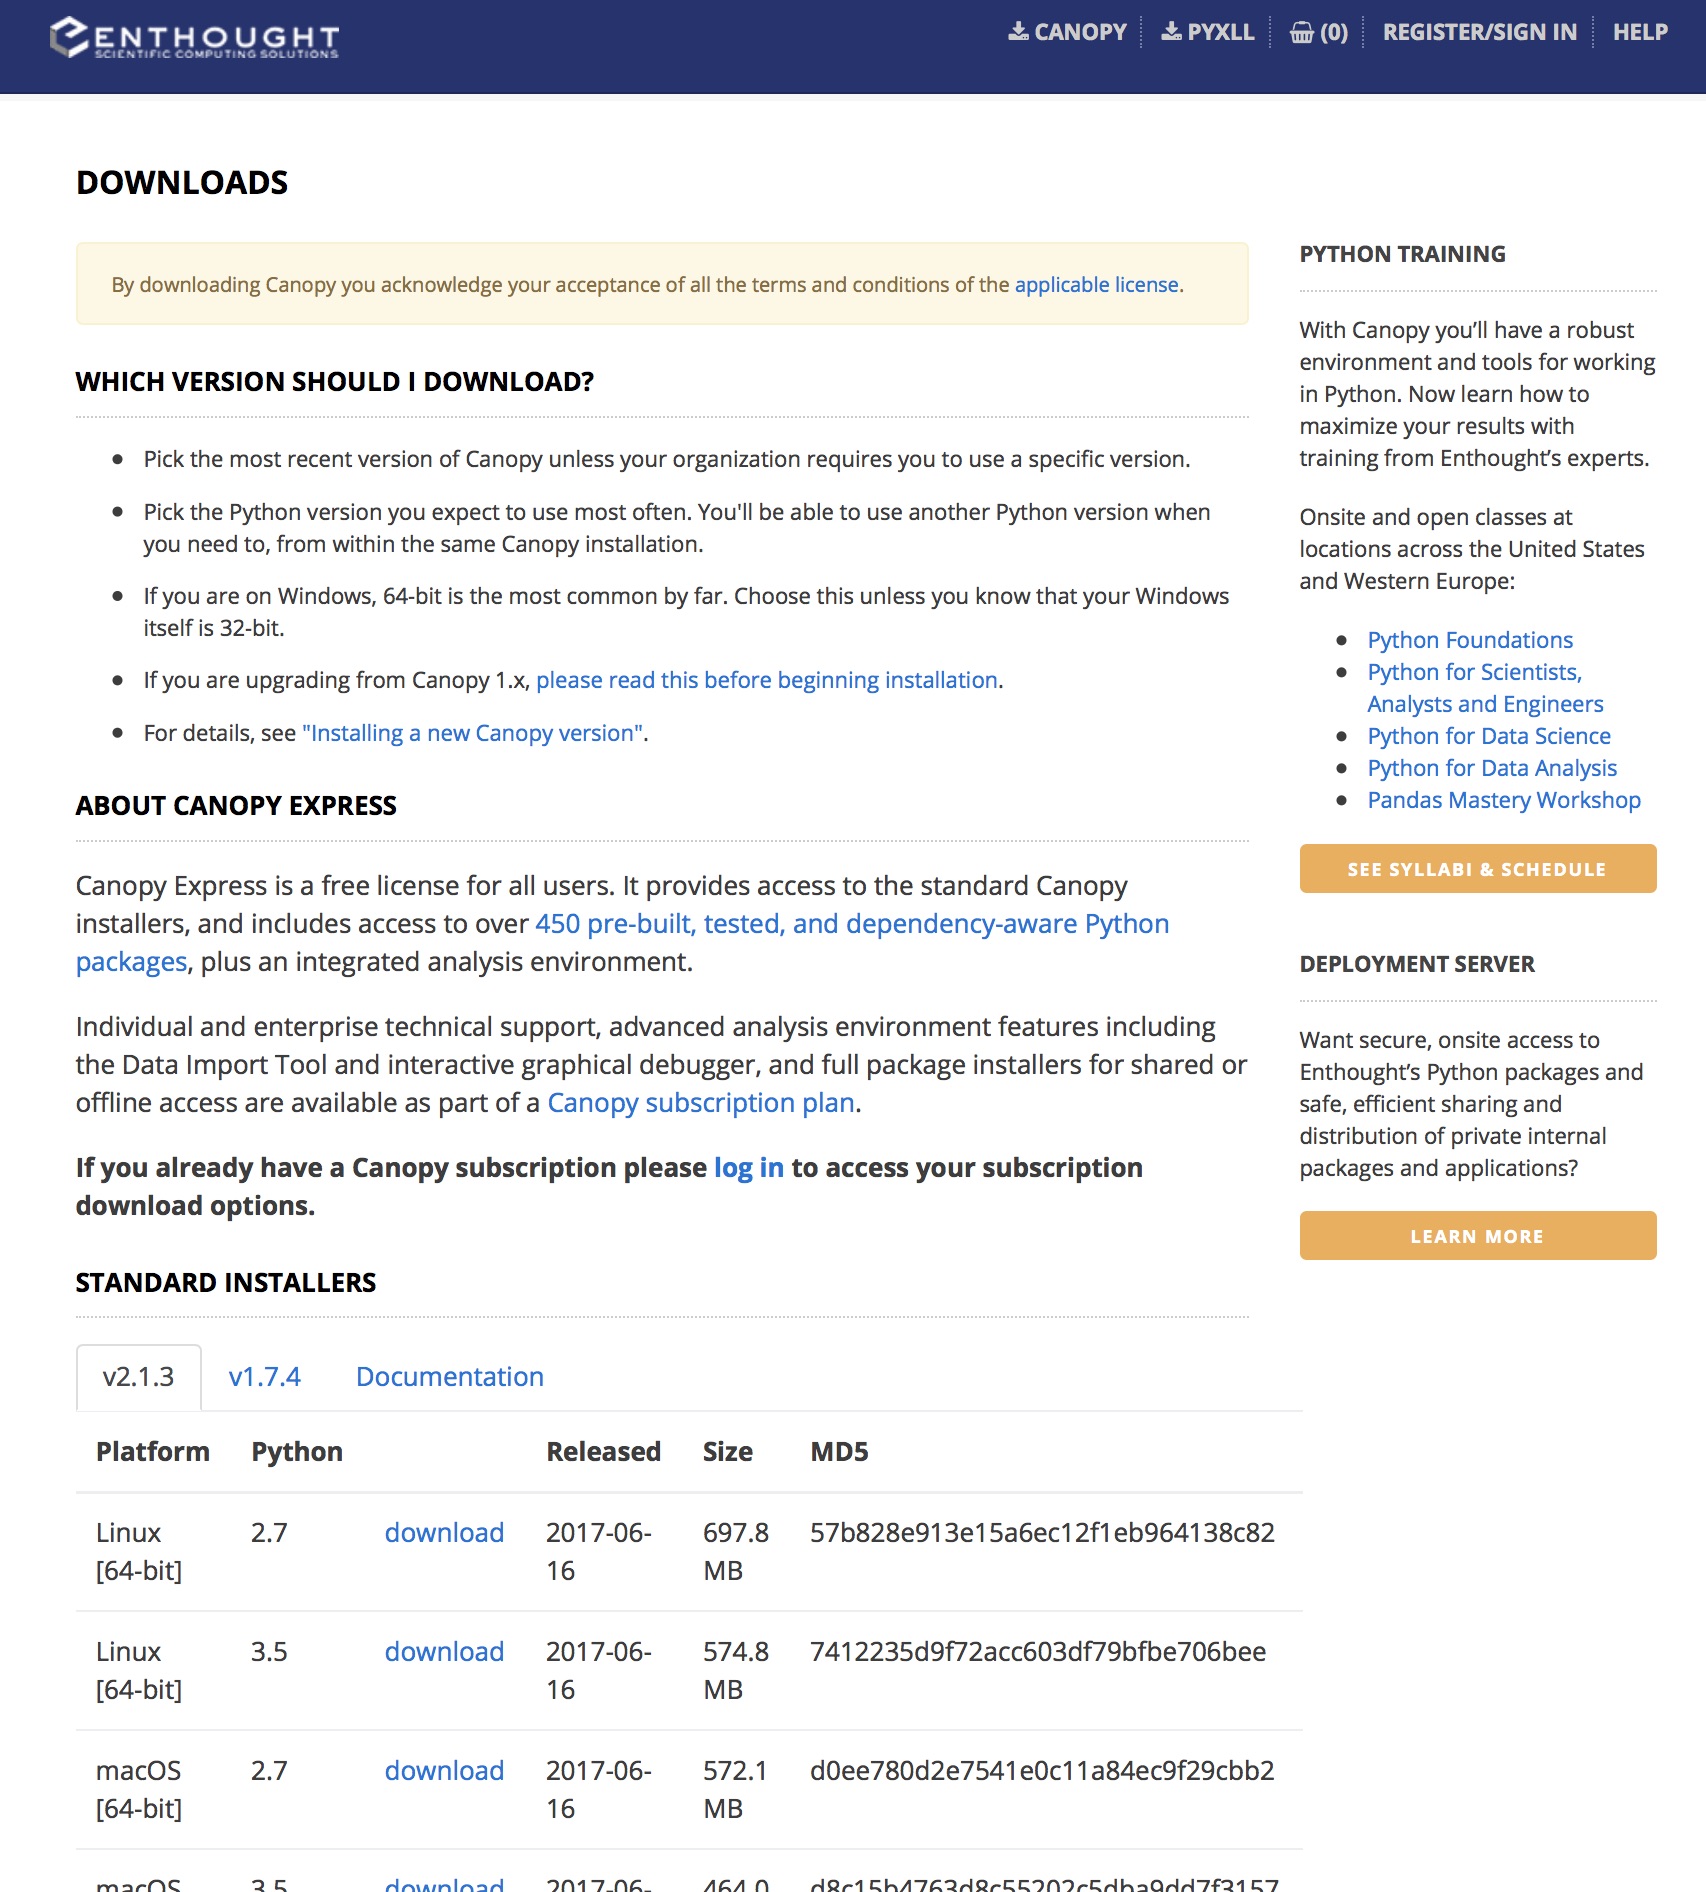 ENTHOUGHT
SCIENTIFIC COMPUTING SOLUTIONS
CANOPY
PYXLL
(0)
REGISTER/SIGN IN
HELP
DOWNLOADS
By downloading Canopy you acknowledge your acceptance of all the terms and conditions of the applicable license.
WHICH VERSION SHOULD I DOWNLOAD?
Pick the most recent version of Canopy unless your organization requires you to use a specific version.
Pick the Python version you expect to use most often. You'll be able to use another Python version when
you need to, from within the same Canopy installation.
If you are on Windows, 64-bit is the most common by far. Choose this unless you know that your Windows
itself is 32-bit.
If you are upgrading from Canopy 1.x, please read this before beginning installation.
For details, see "Installing a new Canopy version".
ABOUT CANOPY EXPRESS
Canopy Express is a free license for all users. It provides access to the standard Canopy
installers, and includes access to over 450 pre-built, tested, and dependency-aware Python
packages, plus an integrated analysis environment.
Individual and enterprise technical support, advanced analysis environment features including
the Data Import Tool and interactive graphical debugger, and full package installers for shared or
offline access are available as part of a Canopy subscription plan.
If you already have a Canopy subscription please log in to access your subscription
download options.
STANDARD INSTALLERS
v2.1.3 v1.7.4 Documentation
Platform Python Released Size MD5
Linux 2.7 download 2017-06- 697.8 57b828e913e15a6ec12f1eb964138c82
[64-bit] 16 MB
Linux 3.5 download 2017-06- 574.8 7412235d9f72acc603df79bfbe706bee
[64-bit] 16 MB
macOS 2.7 download 2017-06- 572.1 d0ee780d2e7541e0c11a84ec9f29cbb2
[64-bit] 16 MB
macOS 3.5 download 2017-06- 464.0 d8c15b4763d8c55202c5dba9dd7f3157
PYTHON TRAINING
With Canopy you’ll have a robust
environment and tools for working
in Python. Now learn how to
maximize your results with
training from Enthought’s experts.
Onsite and open classes at
locations across the United States
and Western Europe:
Python Foundations
Python for Scientists,
Analysts and Engineers
Python for Data Science
Python for Data Analysis
Pandas Mastery Workshop
SEE SYLLABI & SCHEDULE
DEPLOYMENT SERVER
Want secure, onsite access to
Enthought’s Python packages and
safe, efficient sharing and
distribution of private internal
packages and applications?
LEARN MORE